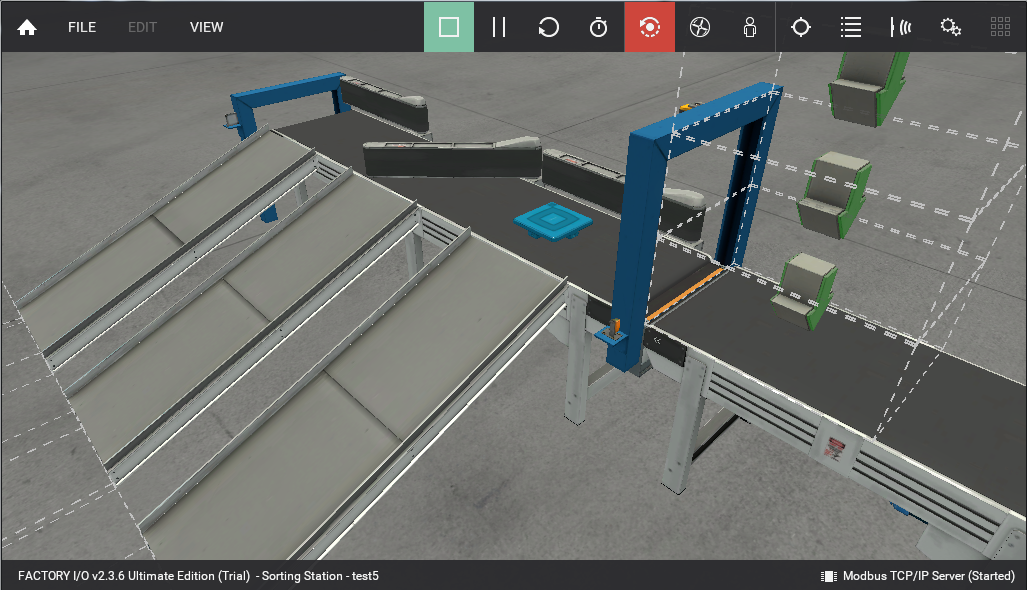 FILE EDIT VIEW
FACTORY I/O v2.3.6 Ultimate Edition (Trial) - Sorting Station - test5
Modbus TCP/IP Server (Started)